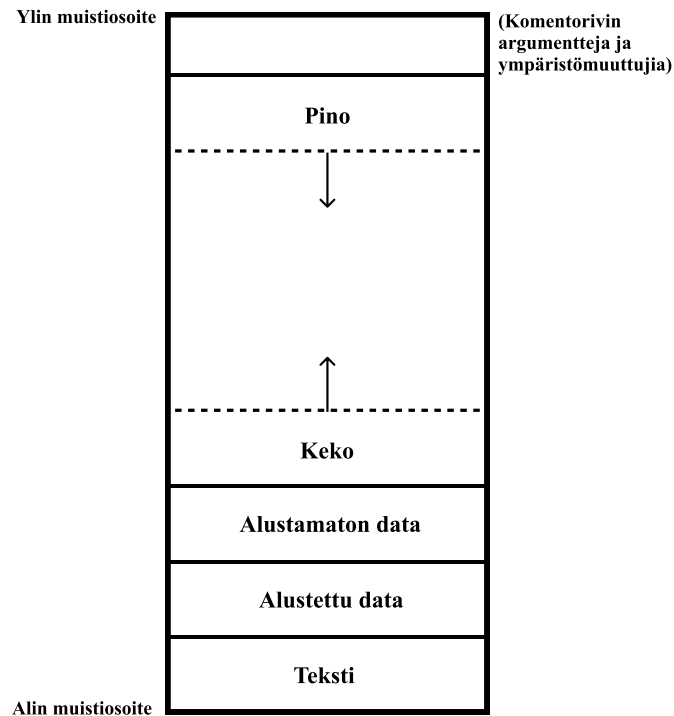 Ylin muistiosoite
(Komentorivin
argumentteja ja
ympäristömuuttujia)
Pino
Keko
Alustamaton data
Alustettu data
Teksti
Alin muistiosoite